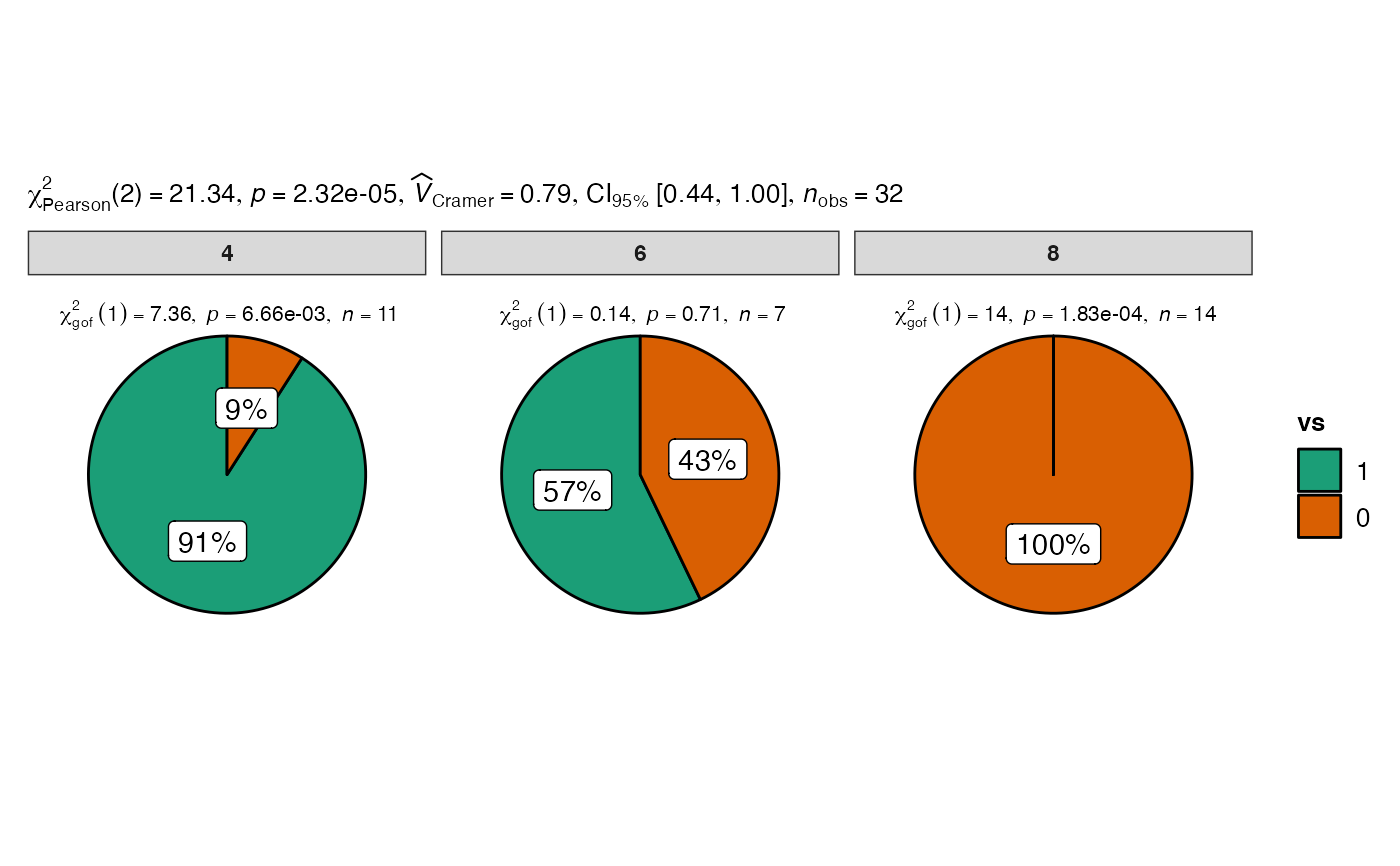 χ²Pearson(2) = 21.34, p = 2.32e-05, V̂Cramer = 0.79, CI95% [0.44, 1.00], nobs = 32
4 6 8
χ²gof (1) = 7.36, p = 6.66e-03, n = 11
χ²gof (1) = 0.14, p = 0.71, n = 7
χ²gof (1) = 14, p = 1.83e-04, n = 14
9%
91%
57%
43%
100%
vs
1
0